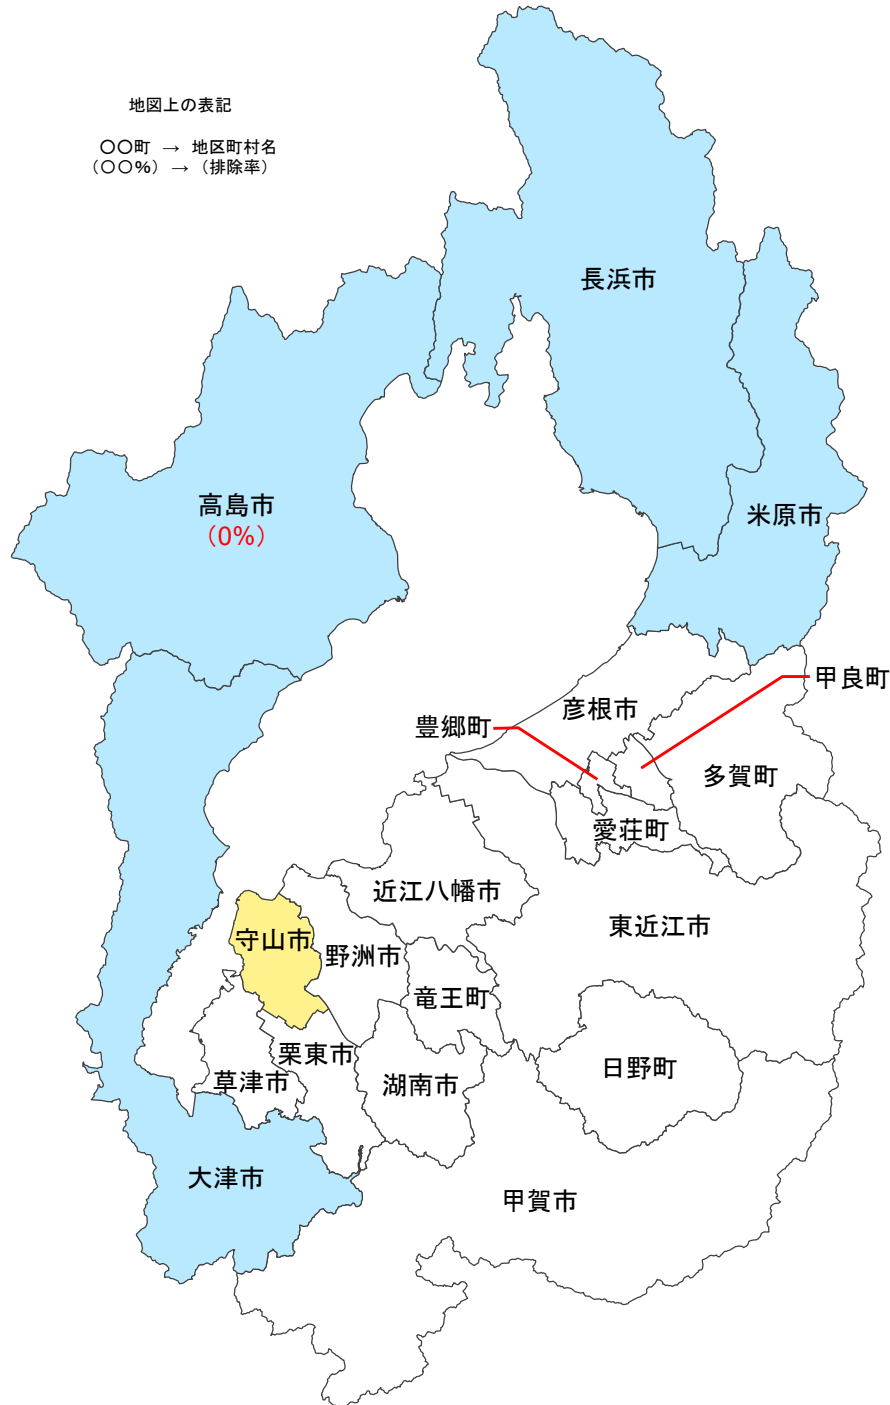 地図上の表記
〇〇町 → 地区町村名
(〇〇%) → (排除率)
長浜市
高島市
(0%)
米原市
甲良町
彦根市
豊郷町
多賀町
愛荘町
近江八幡市
東近江市
守山市
野洲市
竜王町
栗東市
日野町
草津市
湖南市
大津市
甲賀市